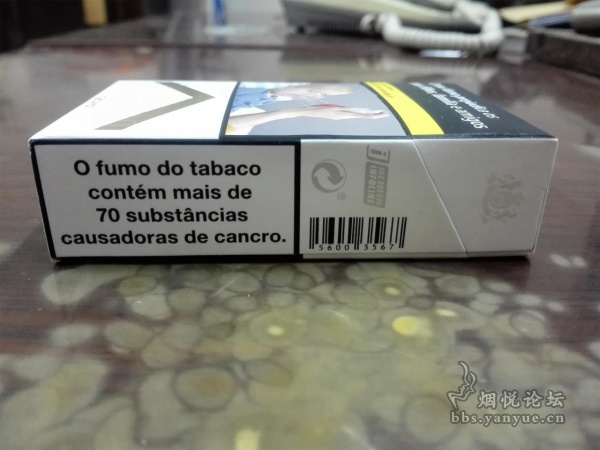 O fumo do tabaco
contém mais de
70 substâncias
causadoras de cancro.
INFOLINE
5600 3567
烟悦论坛
bbs.yanyue.cn